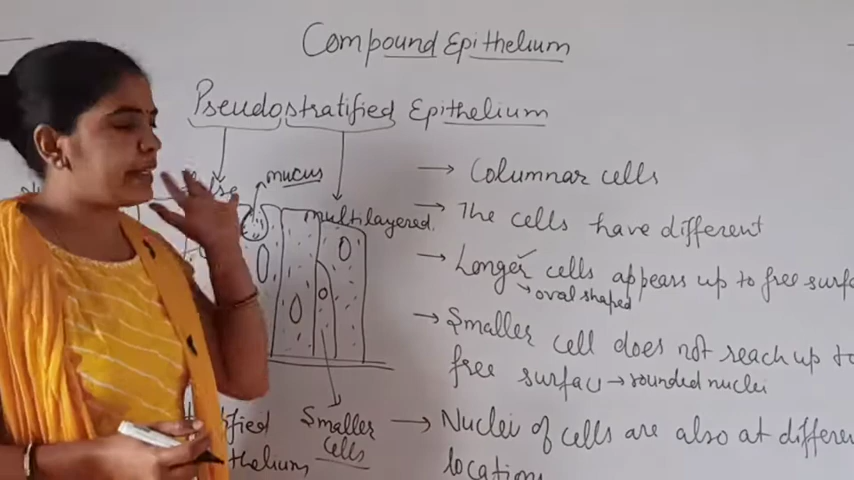 Compound Epithelium
Pseudostratified Epithelium
mucus
multilayered.
→ Columnar cells
→ The cells have different
→ Longer cells appears up to free surfa
→ oval shaped
→ Smaller cell does not reach up to
free surface → rounded nuclei
→ Nuclei of cells are also at differe
location
Smaller
cells